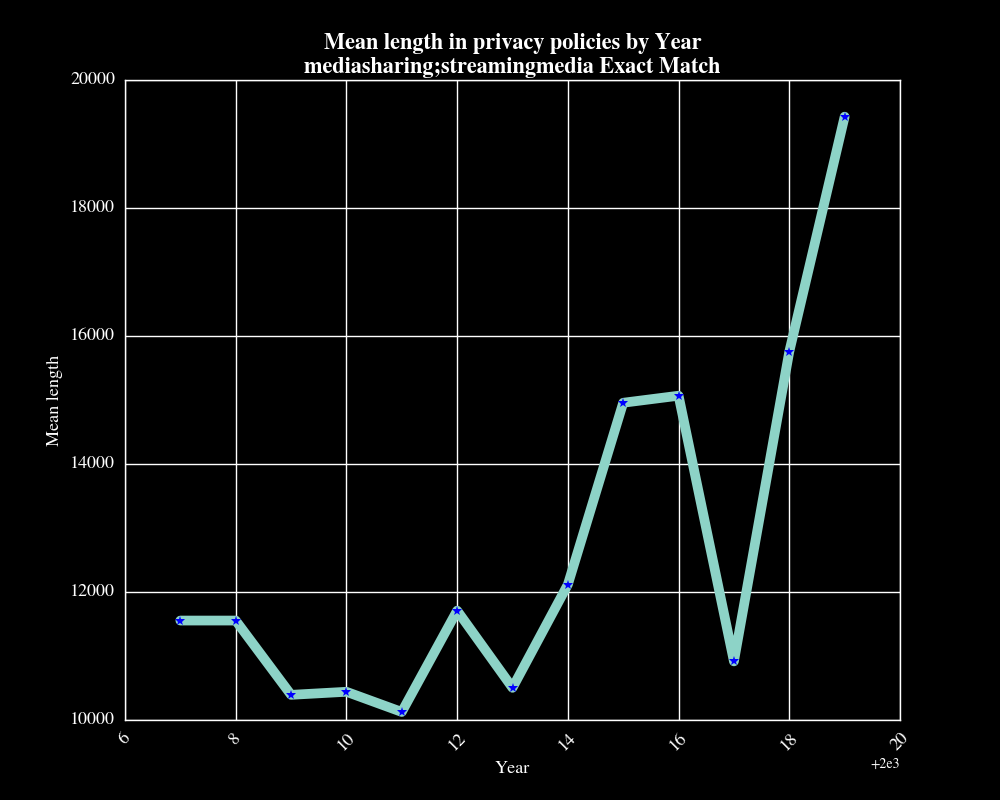 Mean length in privacy policies by Year
mediasharing;streamingmedia Exact Match
20000
18000
16000
14000
12000
10000
Mean length
6
8
10
12
14
16
18
20
+2e3
Year